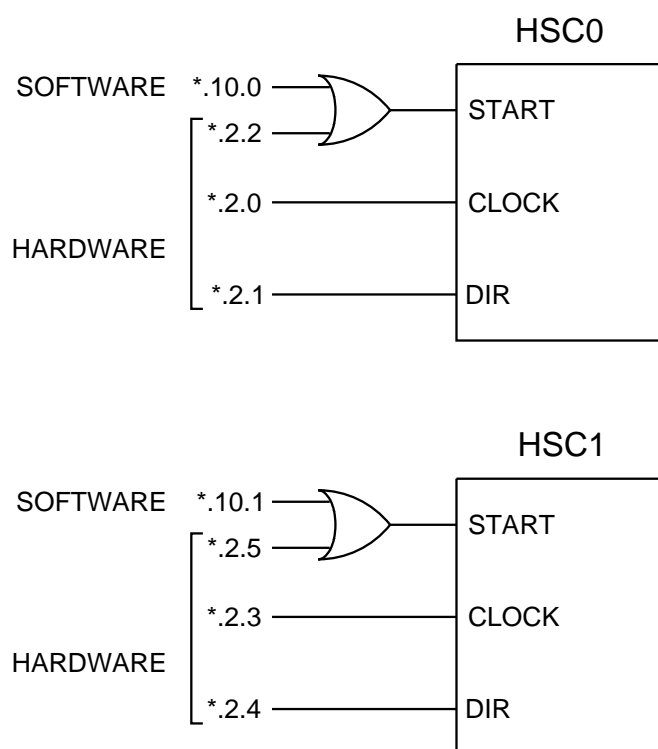 HSC0
SOFTWARE *.10.0 START
*.2.2
*.2.0 CLOCK
HARDWARE
*.2.1 DIR
HSC1
SOFTWARE *.10.1 START
*.2.5
*.2.3 CLOCK
HARDWARE
*.2.4 DIR